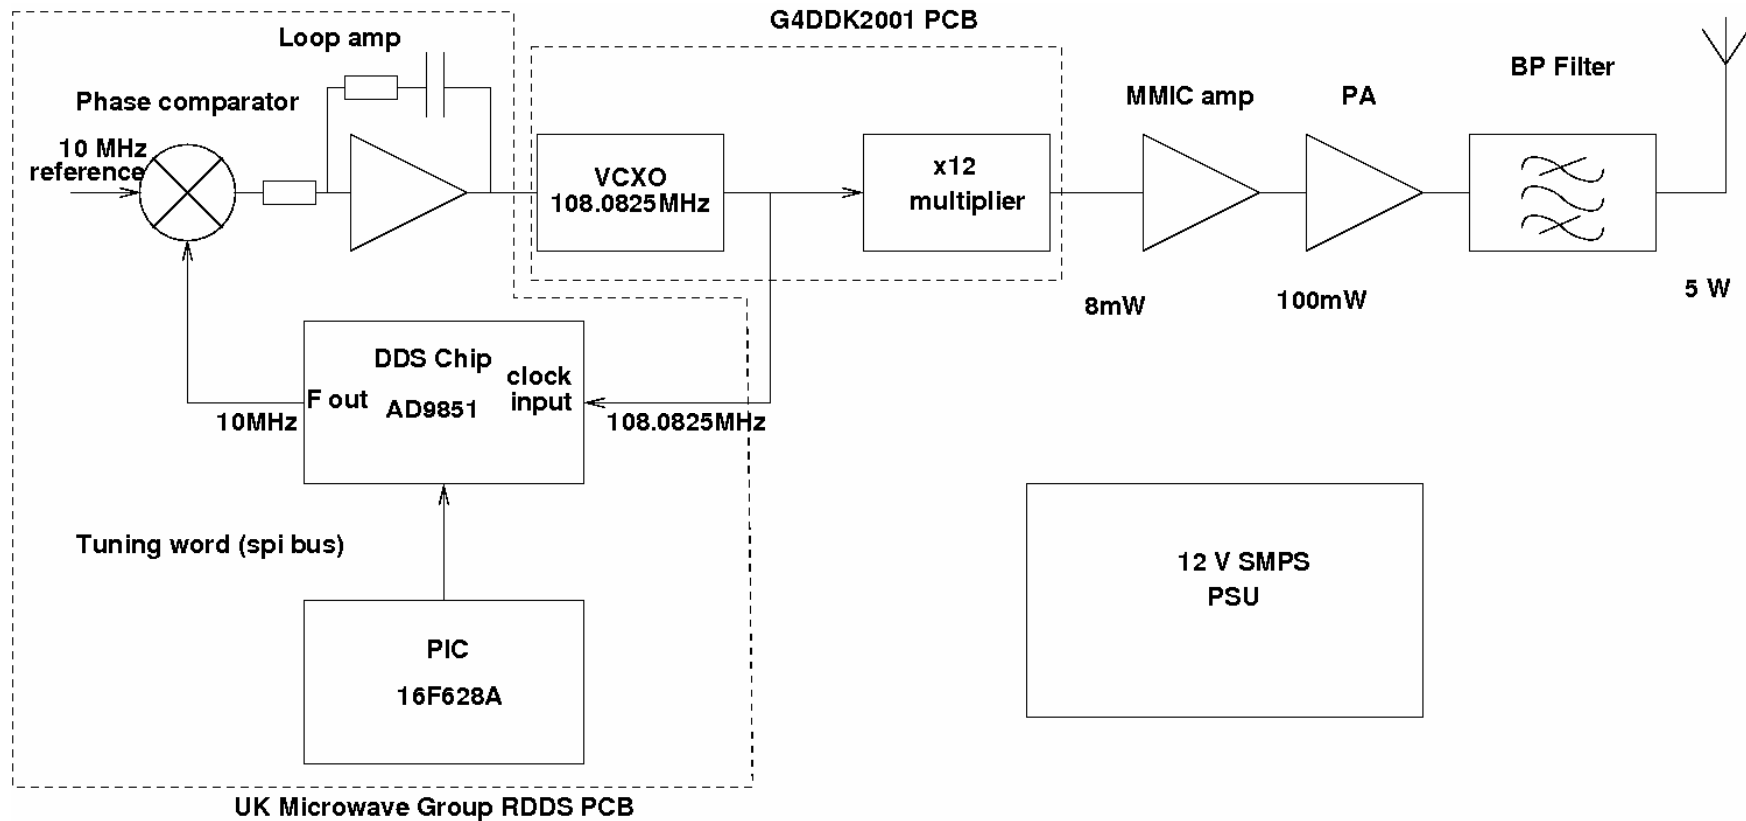 G4DDK2001 PCB
Loop amp
Phase comparator
10 MHz
reference
VCXO
108.0825MHz
x12
multiplier
MMIC amp
PA
BP Filter
8mW
100mW
5 W
DDS Chip
AD9851
F out
clock
input
10MHz
108.0825MHz
Tuning word (spi bus)
PIC
16F628A
12 V SMPS
PSU
UK Microwave Group RDDS PCB